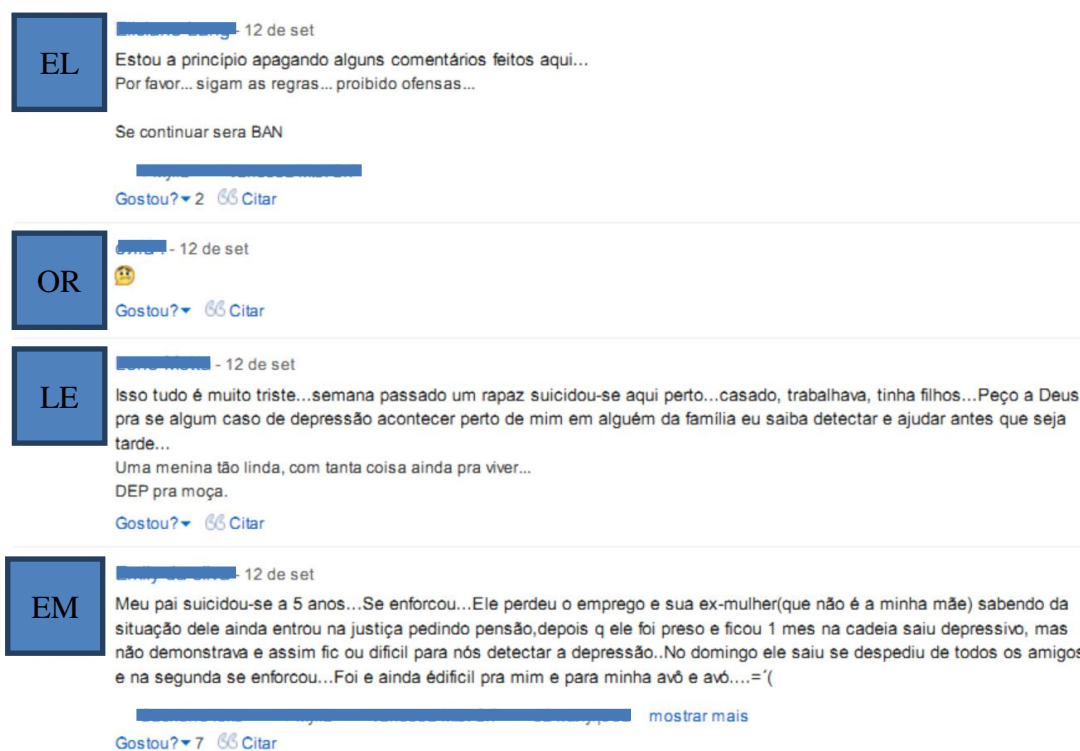 EL
- 12 de set
Estou a princípio apagando alguns comentários feitos aqui...
Por favor... sigam as regras... proibido ofensas...
Se continuar sera BAN
Gostou? 2 Citar
OR
- 12 de set
Gostou? Citar
LE
- 12 de set
Isso tudo é muito triste...semana passado um rapaz suicidou-se aqui perto...casado, trabalhava, tinha filhos...Peço a Deus
pra se algum caso de depressão acontecer perto de mim em alguém da família eu saiba detectar e ajudar antes que seja
tarde...
Uma menina tão linda, com tanta coisa ainda pra viver...
DEP pra moça.
Gostou? Citar
EM
- 12 de set
Meu pai suicidou-se a 5 anos...Se enforcou...Ele perdeu o emprego e sua ex-mulher(que não é a minha mãe) sabendo da
situação dele ainda entrou na justiça pedindo pensão,depois q ele foi preso e ficou 1 mes na cadeia saiu depressivo, mas
não demonstrava e assim fic ou dificil para nós detectar a depressão..No domingo ele saiu se despediu de todos os amigos
e na segunda se enforcou...Foi e ainda édificil pra mim e para minha avô e avó....=´(
mostrar mais
Gostou? 7 Citar